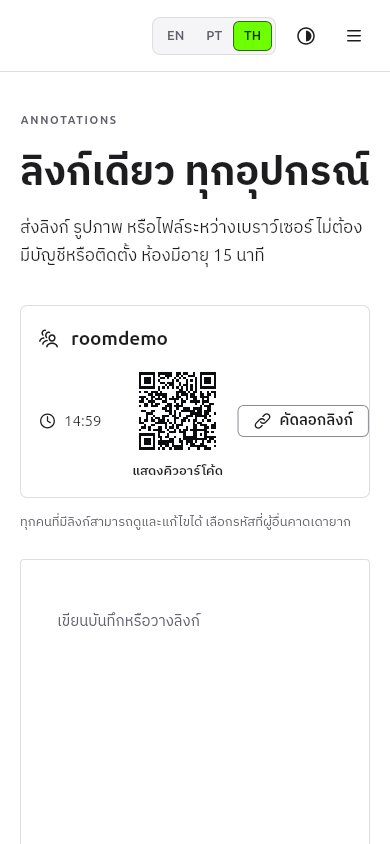 EN PT TH
ANNOTATIONS
ลิงก์เดียว ทุกอุปกรณ์
ส่งลิงก์ รูปภาพ หรือไฟล์ระหว่างเบราว์เซอร์ ไม่ต้อง
มีบัญชีหรือติดตั้ง ห้องมีอายุ 15 นาที
roomdemo
14:59
แสดงคิวอาร์โค้ด
คัดลอกลิงก์
ทุกคนที่มีลิงก์สามารถดูและแก้ไขได้ เลือกรหัสที่ผู้อื่นคาดเดายาก
เขียนบันทึกหรือวางลิงก์